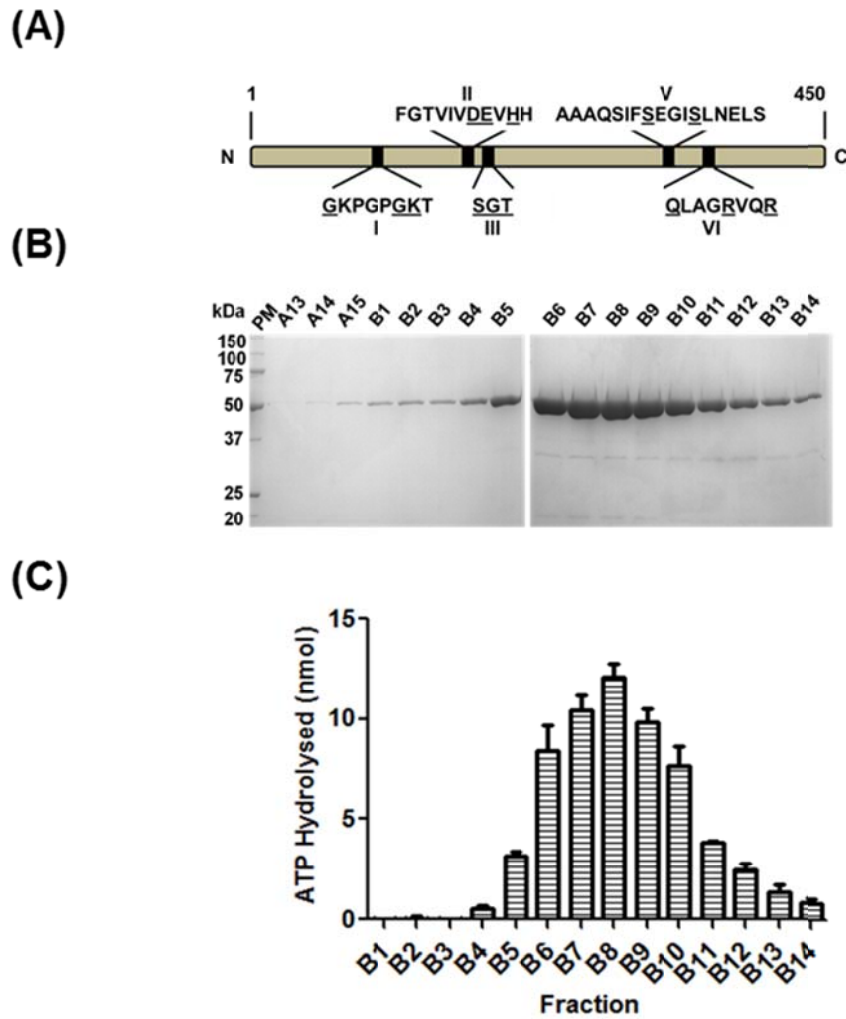 (A)
1 II V 450
FGTVIVDEVHH AAAQSIFSEGISLNELS
N C
GKPGPGKT SGT QLAGRVQR
I III VI
(B)
kDa PM A13 A14 A15 B1 B2 B3 B4 B5 B6 B7 B8 B9 B10 B11 B12 B13 B14
150
100
75
50
37
25
20
(C)
ATP Hydrolysed (nmol)
15
10
5
0
B1 B2 B3 B4 B5 B6 B7 B8 B9 B10 B11 B12 B13 B14
Fraction